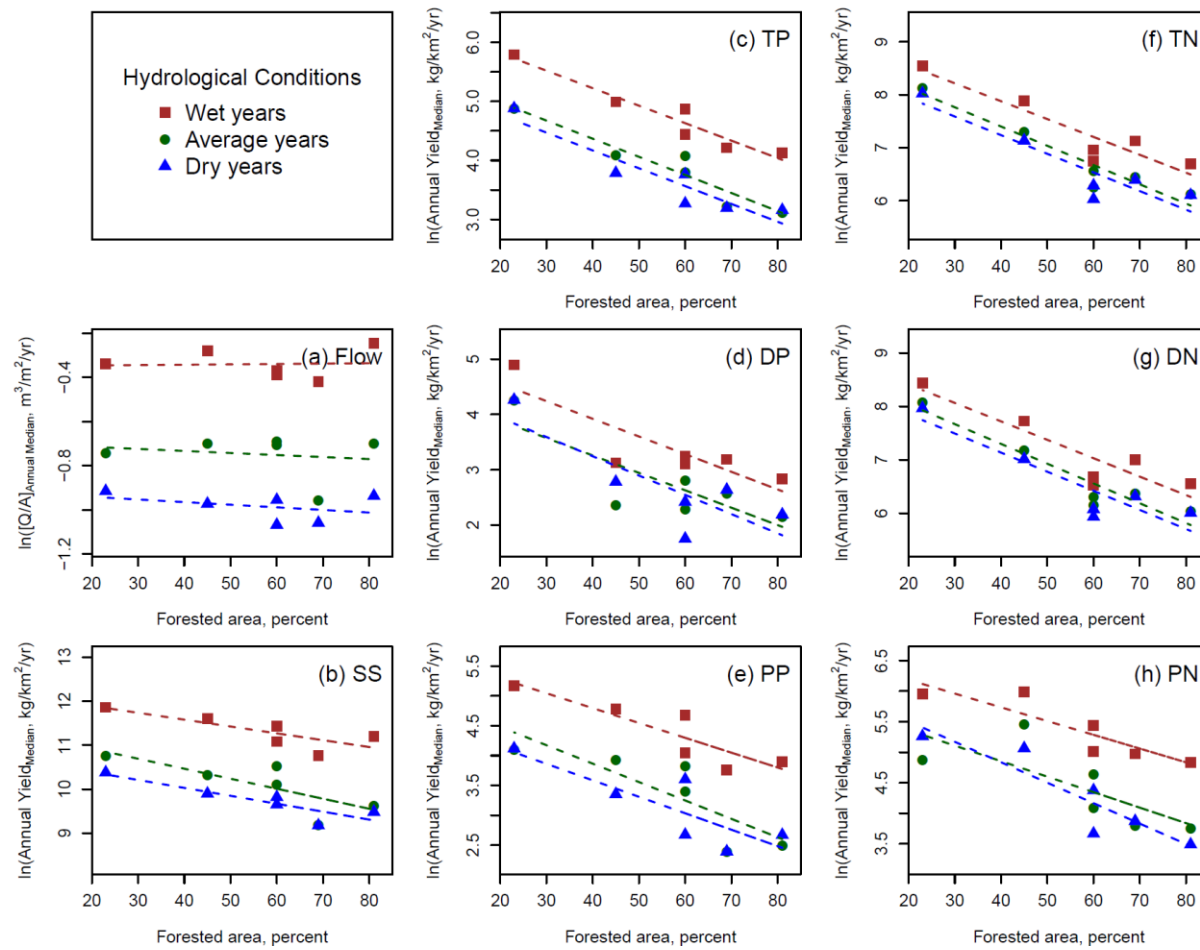 Hydrological Conditions
Wet years
Average years
Dry years
(c) TP
ln(Annual Yield_Median, kg/km²/yr)
3.0 4.0 5.0 6.0
20 30 40 50 60 70 80
Forested area, percent
(f) TN
ln(Annual Yield_Median, kg/km²/yr)
6 7 8 9
20 30 40 50 60 70 80
Forested area, percent
(a) Flow
ln([Q/A]_Annual Median, m³/m²/yr)
−1.2 −0.8 −0.4
20 30 40 50 60 70 80
Forested area, percent
(d) DP
ln(Annual Yield_Median, kg/km²/yr)
2 3 4 5
20 30 40 50 60 70 80
Forested area, percent
(g) DN
ln(Annual Yield_Median, kg/km²/yr)
6 7 8 9
20 30 40 50 60 70 80
Forested area, percent
(b) SS
ln(Annual Yield_Median, kg/km²/yr)
9 10 11 12 13
20 30 40 50 60 70 80
Forested area, percent
(e) PP
ln(Annual Yield_Median, kg/km²/yr)
2.5 3.5 4.5 5.5
20 30 40 50 60 70 80
Forested area, percent
(h) PN
ln(Annual Yield_Median, kg/km²/yr)
3.5 4.5 5.5 6.5
20 30 40 50 60 70 80
Forested area, percent